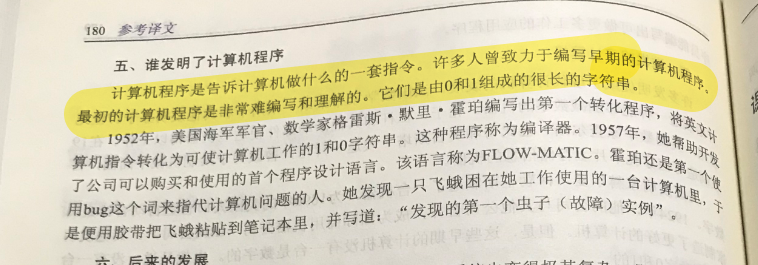 180 参考译文
五、谁发明了计算机程序
计算机程序是告诉计算机做什么的一套指令。许多人曾致力于编写早期的计算机程序。
最初的计算机程序是非常难编写和理解的。它们是由0和1组成的很长的字符串。
1952年，美国海军军官、数学家格雷斯·默里·霍珀编写出第一个转化程序，将英文计
算机指令转化为可使计算机工作的1和0字符串。这种程序称为编译器。1957年，她帮助开发
了公司可以购买和使用的首个程序设计语言。该语言称为FLOW-MATIC。霍珀还是第一个使
用bug这个词来指代计算机问题的人。她发现一只飞蛾困在她工作使用的一台计算机里，于
是便用胶带把飞蛾粘贴到笔记本里，并写道：“发现的第一个虫子（故障）实例”。
六、后来的发展